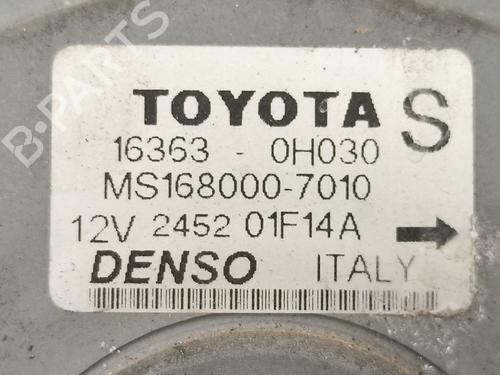 TOYOTA S
16363 - 0H030
MS168000-7010
12V 2452 01F14A
DENSO ITALY
B-PARTS